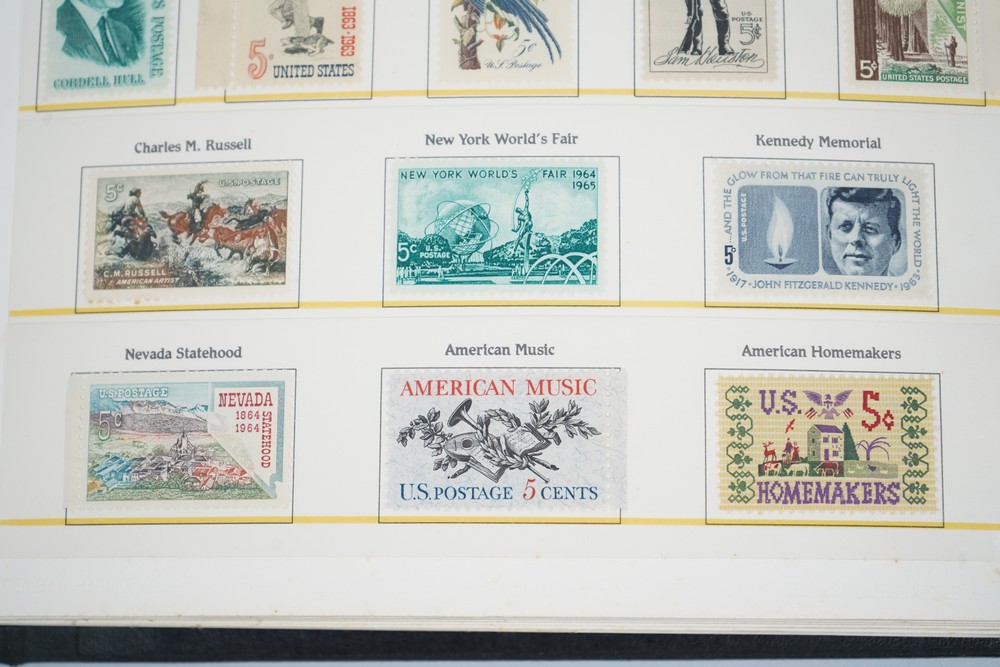 U.S. POSTAGE
CORDELL HULL
5¢
1863-1963
UNITED STATES
5¢
U.S. Postage
U.S.
POSTAGE
5¢
Sam Houston
5¢
UNITED STATES POSTAGE
Charles M. Russell
5¢
U.S. POSTAGE
C.M. RUSSELL
AMERICAN ARTIST
New York World's Fair
NEW YORK WORLD'S FAIR 1964
1965
5¢ U.S.
POSTAGE
Kennedy Memorial
...AND THE GLOW FROM THAT FIRE CAN TRULY LIGHT THE WORLD
U.S. POSTAGE
5¢
1917 • JOHN FITZGERALD KENNEDY • 1963
Nevada Statehood
U.S. POSTAGE
5¢
NEVADA
1864
1964
STATEHOOD
American Music
AMERICAN MUSIC
U.S. POSTAGE 5 CENTS
American Homemakers
U.S. 5¢
HOMEMAKERS